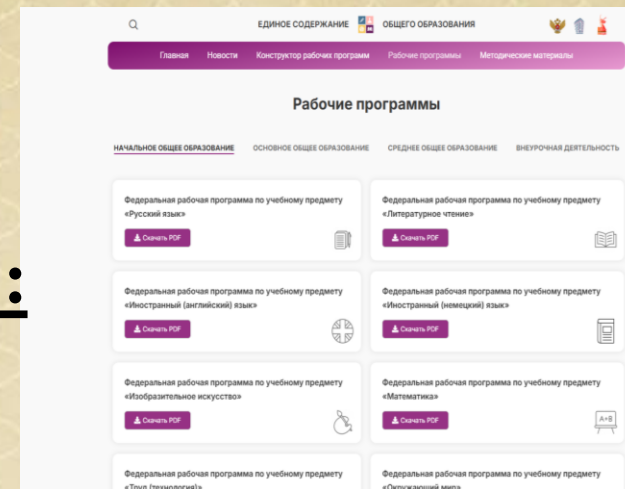 ЕДИНОЕ СОДЕРЖАНИЕ ОБЩЕГО ОБРАЗОВАНИЯ
Главная Новости Конструктор рабочих программ Рабочие программы Методические материалы
Рабочие программы
НАЧАЛЬНОЕ ОБЩЕЕ ОБРАЗОВАНИЕ ОСНОВНОЕ ОБЩЕЕ ОБРАЗОВАНИЕ СРЕДНЕЕ ОБЩЕЕ ОБРАЗОВАНИЕ ВНЕУРОЧНАЯ ДЕЯТЕЛЬНОСТЬ
Федеральная рабочая программа по учебному предмету
«Русский язык»
Скачать PDF
Федеральная рабочая программа по учебному предмету
«Литературное чтение»
Скачать PDF
:
Федеральная рабочая программа по учебному предмету
«Иностранный (английский) язык»
Скачать PDF
Федеральная рабочая программа по учебному предмету
«Иностранный (немецкий) язык»
Скачать PDF
Федеральная рабочая программа по учебному предмету
«Изобразительное искусство»
Скачать PDF
Федеральная рабочая программа по учебному предмету
«Математика»
Скачать PDF
A+B
Федеральная рабочая программа по учебному предмету
«Труд (технология)»
Федеральная рабочая программа по учебному предмету
«Окружающий мир»